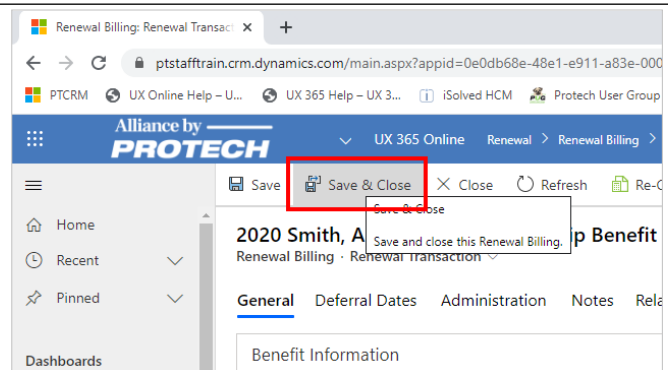 Renewal Billing: Renewal Transact
ptstafftrain.crm.dynamics.com/main.aspx?appid=0e0db68e-48e1-e911-a83e-000
PTCRM UX Online Help – U... UX 365 Help – UX 3... iSolved HCM Protech User Group
Alliance by
PROTECH UX 365 Online Renewal > Renewal Billing >
Save Save & Close Close Refresh Re-O
Save & Close
Home
2020 Smith, A ip Benefit
Save and close this Renewal Billing.
Recent
Renewal Billing · Renewal Transaction
Pinned
General Deferral Dates Administration Notes Rela
Benefit Information
Dashboards